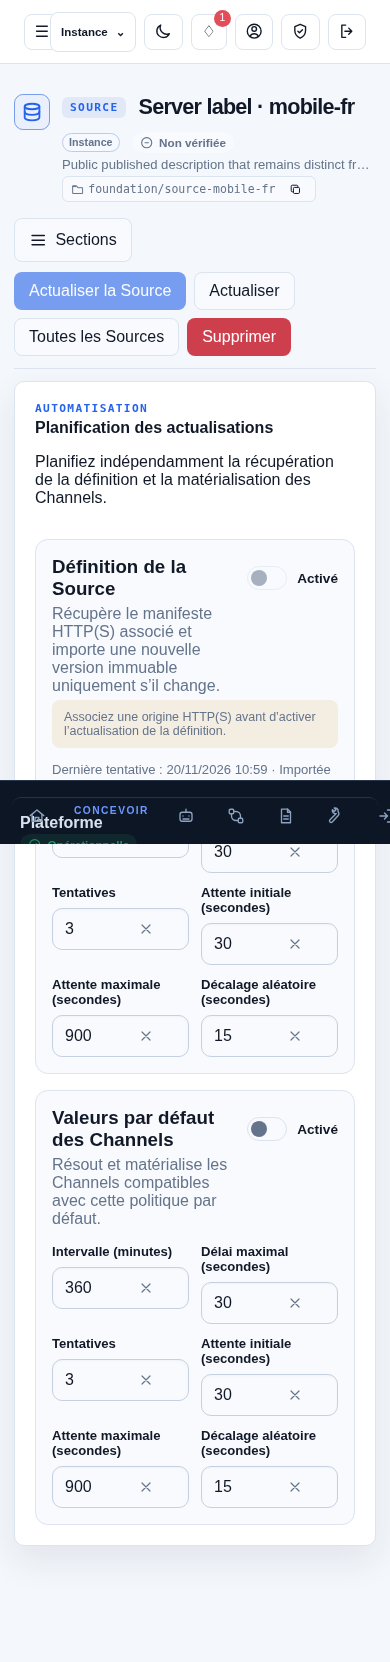 Instance
1
SOURCE
Server label · mobile-fr
Instance
Non vérifiée
Public published description that remains distinct fr…
foundation/source-mobile-fr
Sections
Actualiser la Source
Actualiser
Toutes les Sources
Supprimer
AUTOMATISATION
Planification des actualisations
Planifiez indépendamment la récupération
de la définition et la matérialisation des
Channels.
Définition de la
Source
Activé
Récupère le manifeste
HTTP(S) associé et
importe une nouvelle
version immuable
uniquement s’il change.
Associez une origine HTTP(S) avant d’activer
l’actualisation de la définition.
Dernière tentative : 20/11/2026 10:59 · Importée
CONCEVOIR
Plateforme
Opérationnelle
30
Tentatives
Attente initiale
(secondes)
3
30
Attente maximale
(secondes)
Décalage aléatoire
(secondes)
900
15
Valeurs par défaut
des Channels
Activé
Résout et matérialise les
Channels compatibles
avec cette politique par
défaut.
Intervalle (minutes)
Délai maximal
(secondes)
360
30
Tentatives
Attente initiale
(secondes)
3
30
Attente maximale
(secondes)
Décalage aléatoire
(secondes)
900
15